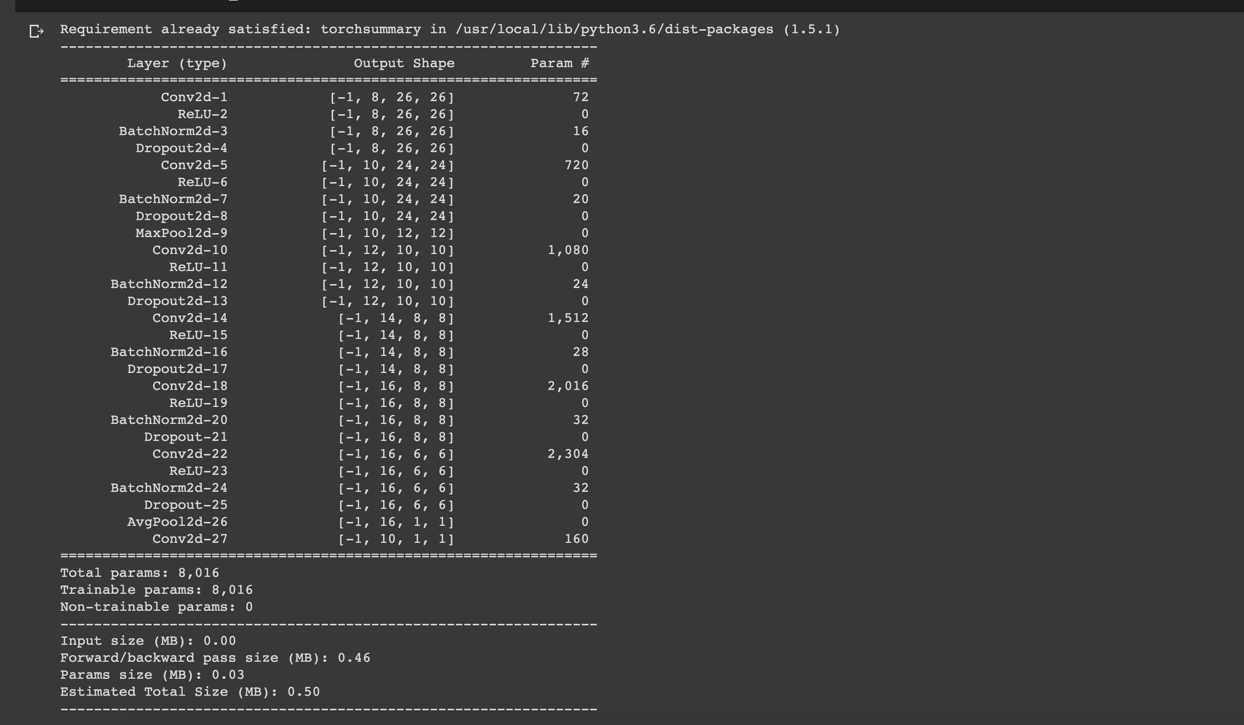 Requirement already satisfied: torchsummary in /usr/local/lib/python3.6/dist-packages (1.5.1)
----------------------------------------------------------------
Layer (type) Output Shape Param #
================================================================
Conv2d-1 [-1, 8, 26, 26] 72
ReLU-2 [-1, 8, 26, 26] 0
BatchNorm2d-3 [-1, 8, 26, 26] 16
Dropout2d-4 [-1, 8, 26, 26] 0
Conv2d-5 [-1, 10, 24, 24] 720
ReLU-6 [-1, 10, 24, 24] 0
BatchNorm2d-7 [-1, 10, 24, 24] 20
Dropout2d-8 [-1, 10, 24, 24] 0
MaxPool2d-9 [-1, 10, 12, 12] 0
Conv2d-10 [-1, 12, 10, 10] 1,080
ReLU-11 [-1, 12, 10, 10] 0
BatchNorm2d-12 [-1, 12, 10, 10] 24
Dropout2d-13 [-1, 12, 10, 10] 0
Conv2d-14 [-1, 14, 8, 8] 1,512
ReLU-15 [-1, 14, 8, 8] 0
BatchNorm2d-16 [-1, 14, 8, 8] 28
Dropout2d-17 [-1, 14, 8, 8] 0
Conv2d-18 [-1, 16, 8, 8] 2,016
ReLU-19 [-1, 16, 8, 8] 0
BatchNorm2d-20 [-1, 16, 8, 8] 32
Dropout-21 [-1, 16, 8, 8] 0
Conv2d-22 [-1, 16, 6, 6] 2,304
ReLU-23 [-1, 16, 6, 6] 0
BatchNorm2d-24 [-1, 16, 6, 6] 32
Dropout-25 [-1, 16, 6, 6] 0
AvgPool2d-26 [-1, 16, 1, 1] 0
Conv2d-27 [-1, 10, 1, 1] 160
================================================================
Total params: 8,016
Trainable params: 8,016
Non-trainable params: 0
----------------------------------------------------------------
Input size (MB): 0.00
Forward/backward pass size (MB): 0.46
Params size (MB): 0.03
Estimated Total Size (MB): 0.50
----------------------------------------------------------------